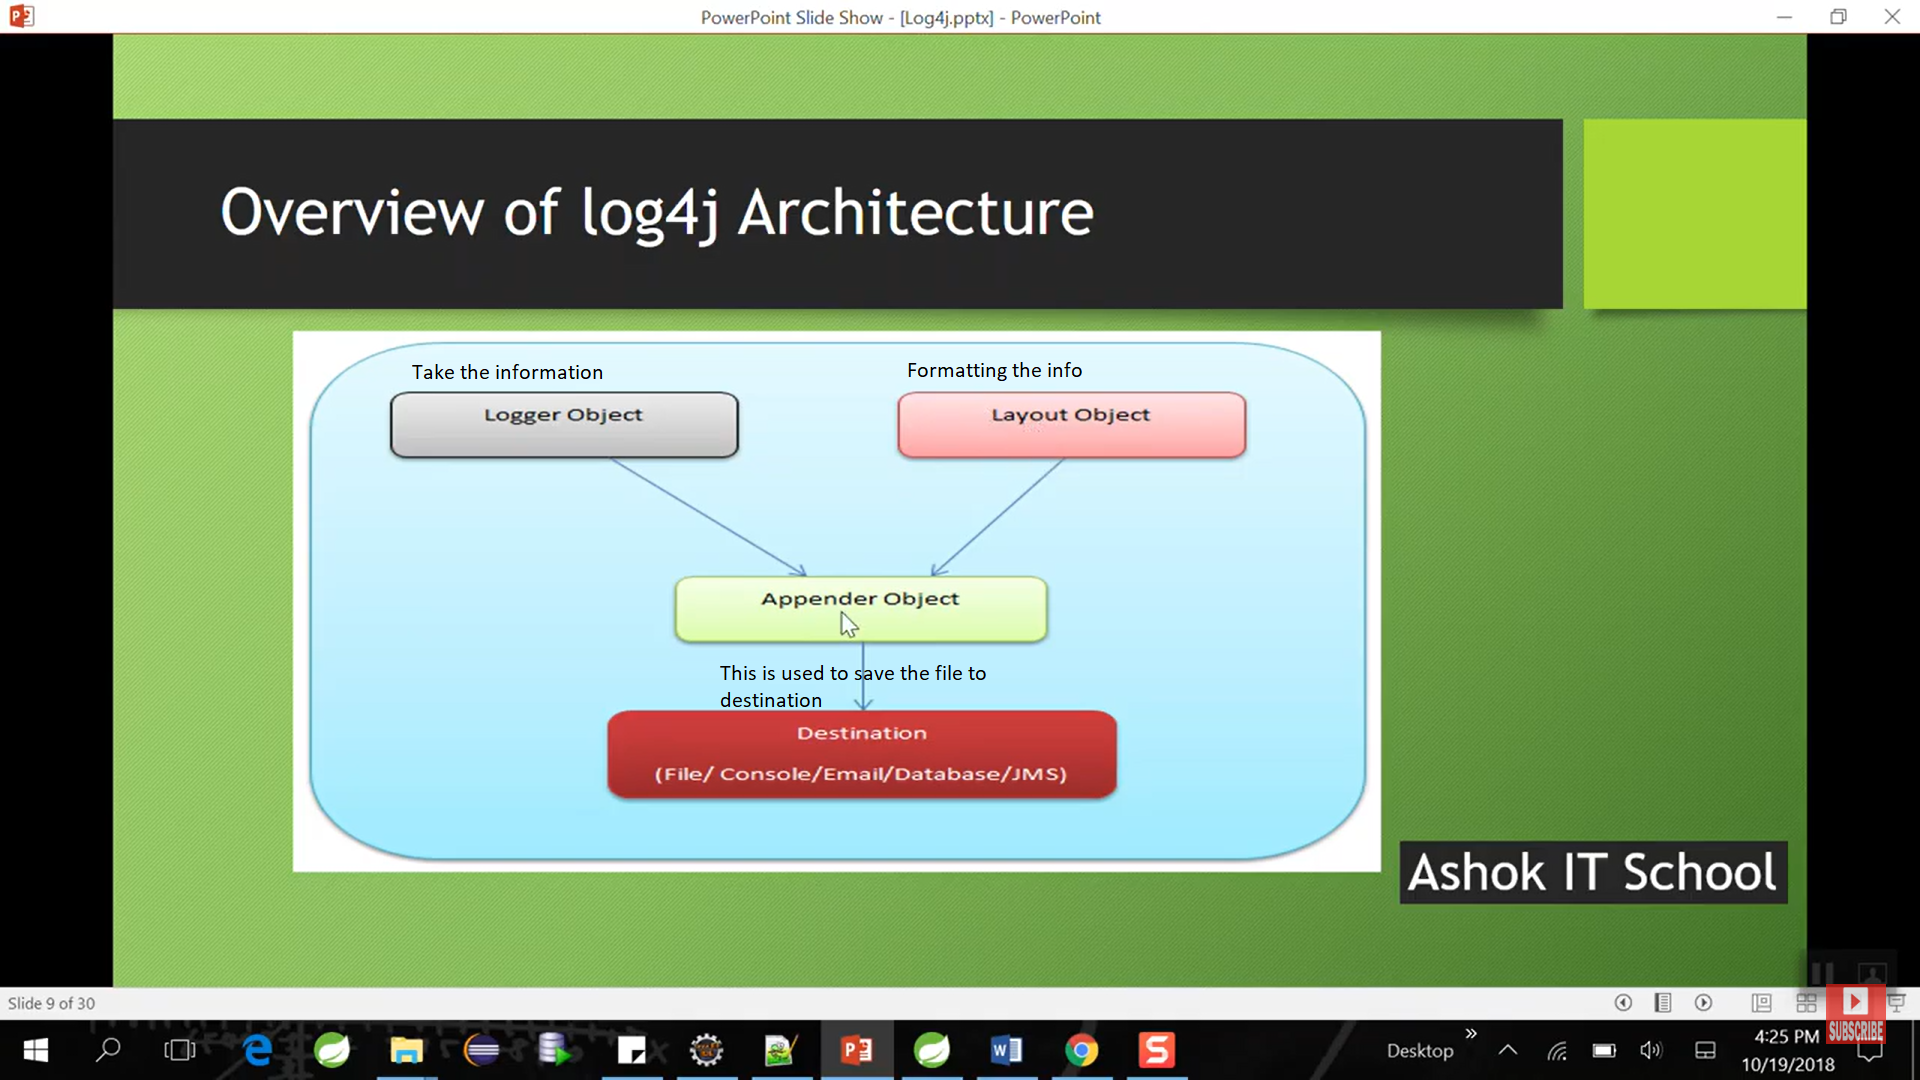 PowerPoint Slide Show - [Log4j.pptx] - PowerPoint
Overview of log4j Architecture
Take the information
Formatting the info
Logger Object
Layout Object
Appender Object
This is used to save the file to
destination
Destination
(File/ Console/Email/Database/JMS)
Ashok IT School
Slide 9 of 30
SUBSCRIBE
Desktop
4:25 PM
10/19/2018